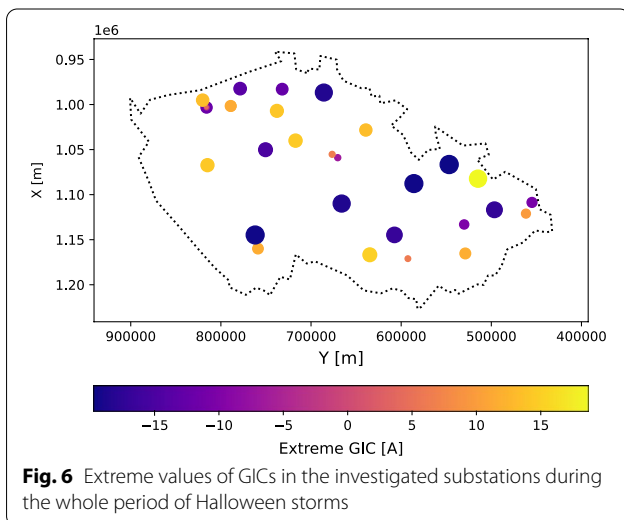 1e6
0.95
1.00
1.05
1.10
1.15
1.20
X [m]
900000 800000 700000 600000 500000 400000
Y [m]
−15 −10 −5 0 5 10 15
Extreme GIC [A]
Fig. 6 Extreme values of GICs in the investigated substations during
the whole period of Halloween storms